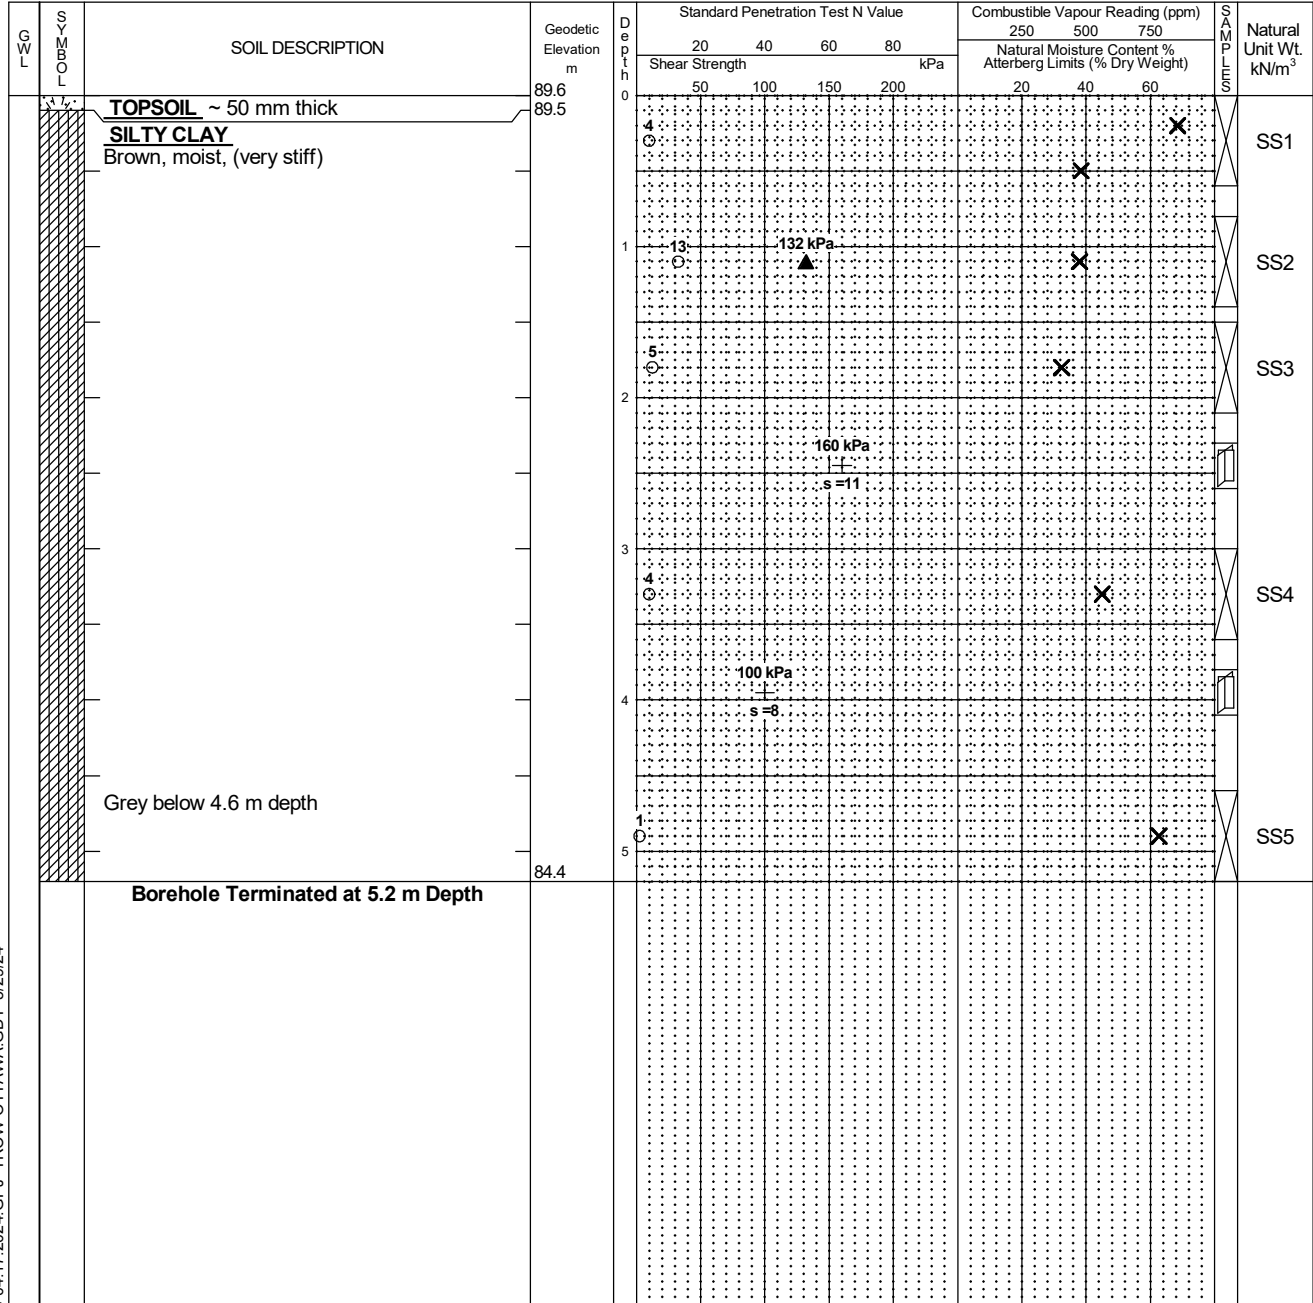 GWL
SYMBOL
SOIL DESCRIPTION
Geodetic
Elevation
m
Depth
Standard Penetration Test N Value
20 40 60 80
Shear Strength kPa
50 100 150 200
Combustible Vapour Reading (ppm)
250 500 750
Natural Moisture Content %
Atterberg Limits (% Dry Weight)
20 40 60
SAMPLES
Natural
Unit Wt.
kN/m³
89.6
0
TOPSOIL ~ 50 mm thick
89.5
SILTY CLAY
Brown, moist, (very stiff)
4
SS1
1
13
132 kPa
SS2
5
SS3
2
160 kPa
s =11
3
4
SS4
100 kPa
4
s =8
Grey below 4.6 m depth
1
SS5
5
84.4
Borehole Terminated at 5.2 m Depth